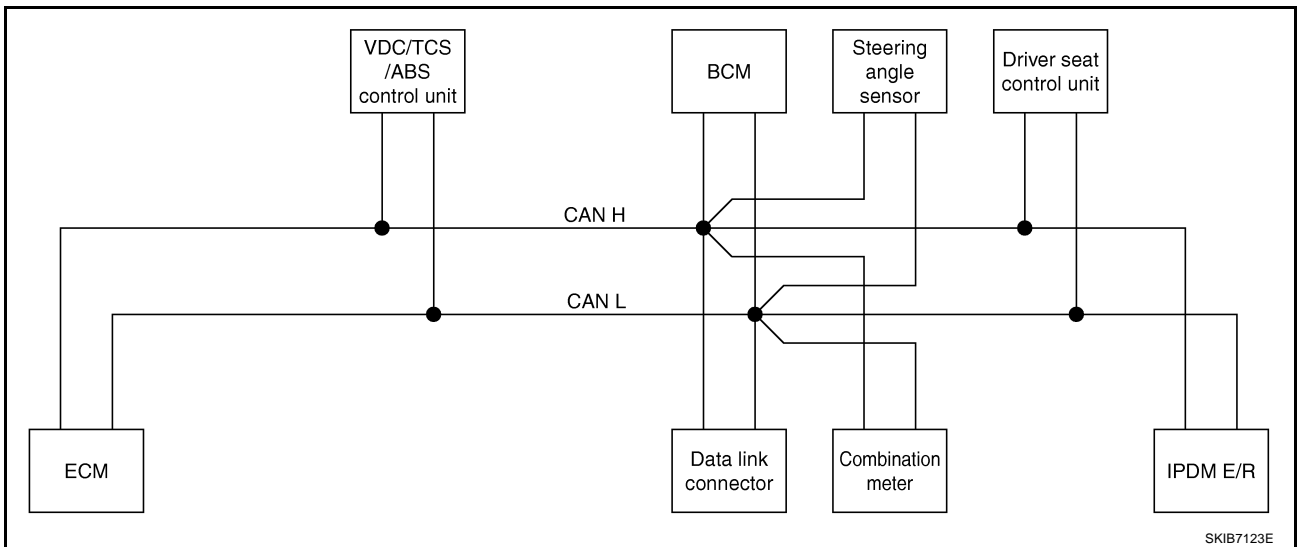 VDC/TCS
/ABS
control unit
BCM
Steering
angle
sensor
Driver seat
control unit
CAN H
CAN L
ECM
Data link
connector
Combination
meter
IPDM E/R
SKIB7123E